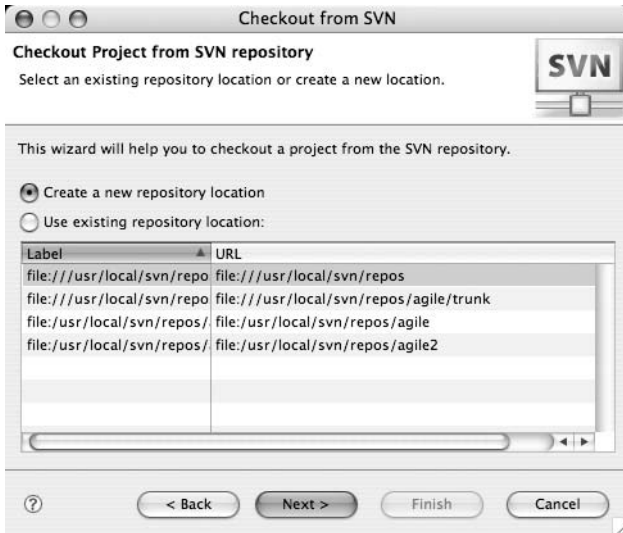 Checkout from SVN
Checkout Project from SVN repository
Select an existing repository location or create a new location.
SVN
This wizard will help you to checkout a project from the SVN repository.
Create a new repository location
Use existing repository location:
Label URL
file:///usr/local/svn/repo file:///usr/local/svn/repos
file:///usr/local/svn/repo file:///usr/local/svn/repos/agile/trunk
file:/usr/local/svn/repos/ file:/usr/local/svn/repos/agile
file:/usr/local/svn/repos/ file:/usr/local/svn/repos/agile2
? < Back Next > Finish Cancel